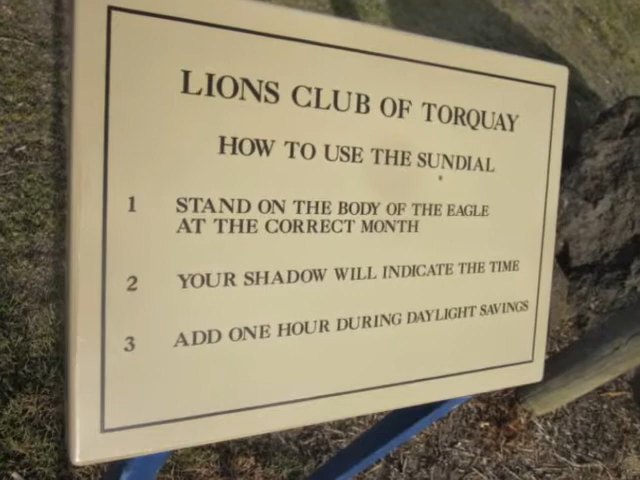 LIONS CLUB OF TORQUAY
HOW TO USE THE SUNDIAL
1 STAND ON THE BODY OF THE EAGLE
AT THE CORRECT MONTH
2 YOUR SHADOW WILL INDICATE THE TIME
3 ADD ONE HOUR DURING DAYLIGHT SAVINGS